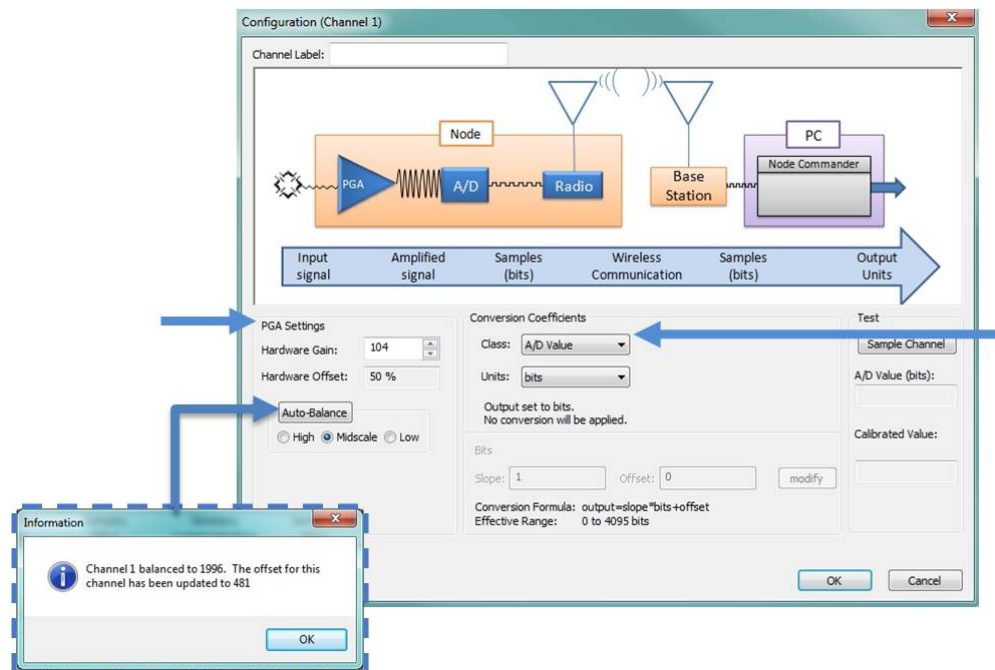 Configuration (Channel 1)
Channel Label:
Node
PC
Node Commander
PGA
A/D
Radio
Base
Station
Input
signal
Amplified
signal
Samples
(bits)
Wireless
Communication
Samples
(bits)
Output
Units
PGA Settings
Hardware Gain: 104
Hardware Offset: 50 %
Auto-Balance
High Midscale Low
Conversion Coefficients
Class: A/D Value
Units: bits
Output set to bits.
No conversion will be applied.
Bits
Slope: 1 Offset: 0 modify
Conversion Formula: output=slope*bits+offset
Effective Range: 0 to 4095 bits
Test
Sample Channel
A/D Value (bits):
Calibrated Value:
OK Cancel
Information
Channel 1 balanced to 1996. The offset for this
channel has been updated to 481
OK